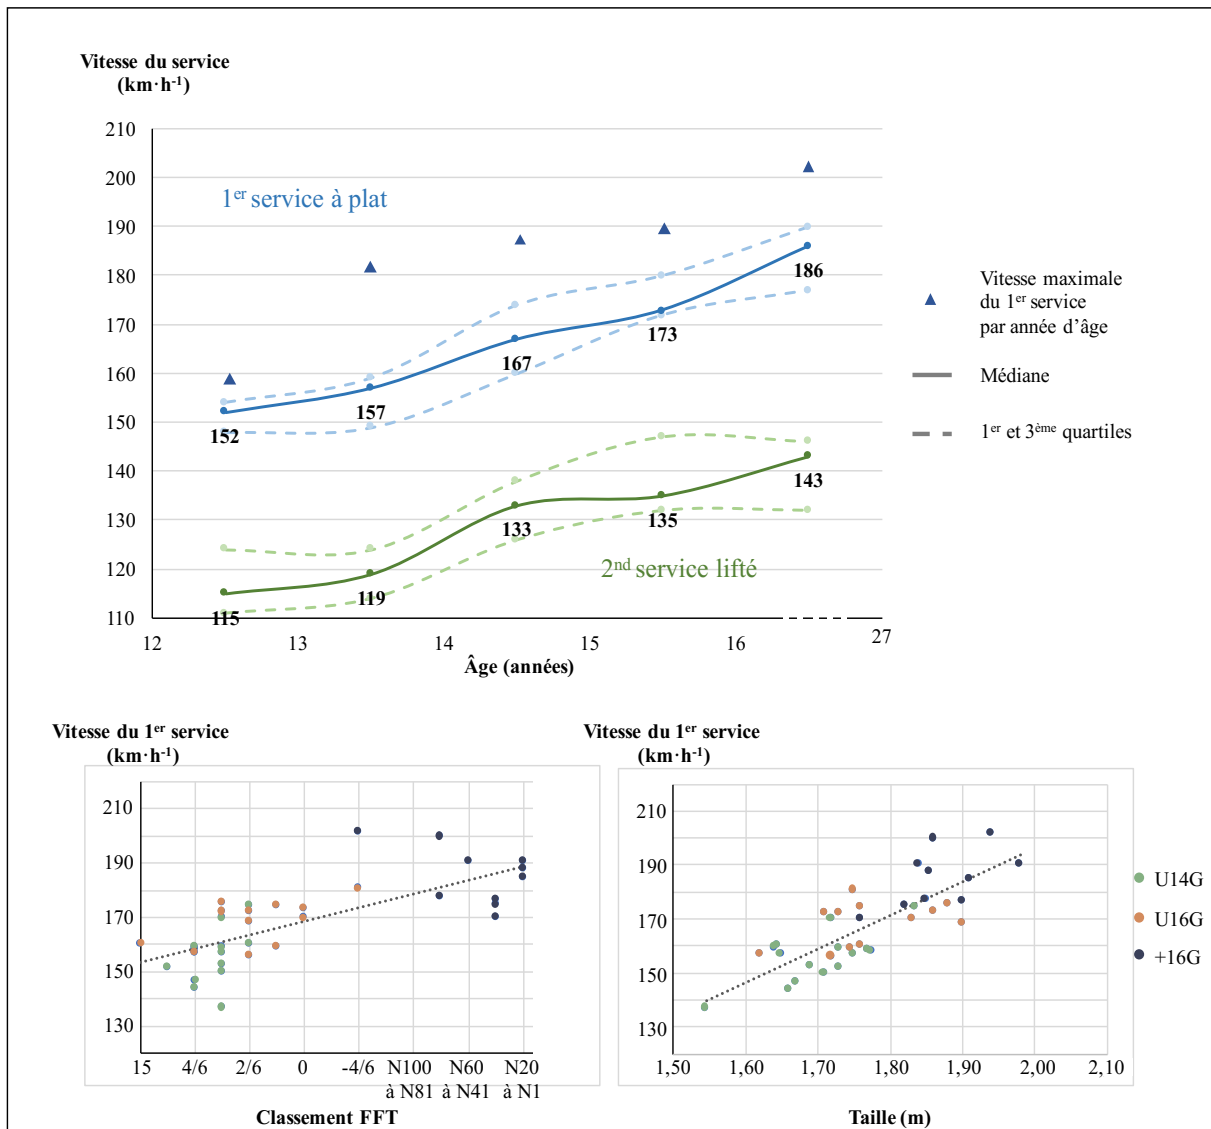 Vitesse du service
(km·h⁻¹)
210
200
190
180
170
160
150
140
130
120
110
1er service à plat
2nd service lifté
152
157
167
173
186
115
119
133
135
143
12
13
14
15
16
27
Âge (années)
Vitesse maximale
du 1er service
par année d’âge
Médiane
1er et 3ème quartiles
Vitesse du 1er service
(km·h⁻¹)
210
190
170
150
130
15
4/6
2/6
0
-4/6
N100
à N81
N60
à N41
N20
à N1
Classement FFT
Vitesse du 1er service
(km·h⁻¹)
210
190
170
150
130
1,50
1,60
1,70
1,80
1,90
2,00
2,10
Taille (m)
U14G
U16G
+16G